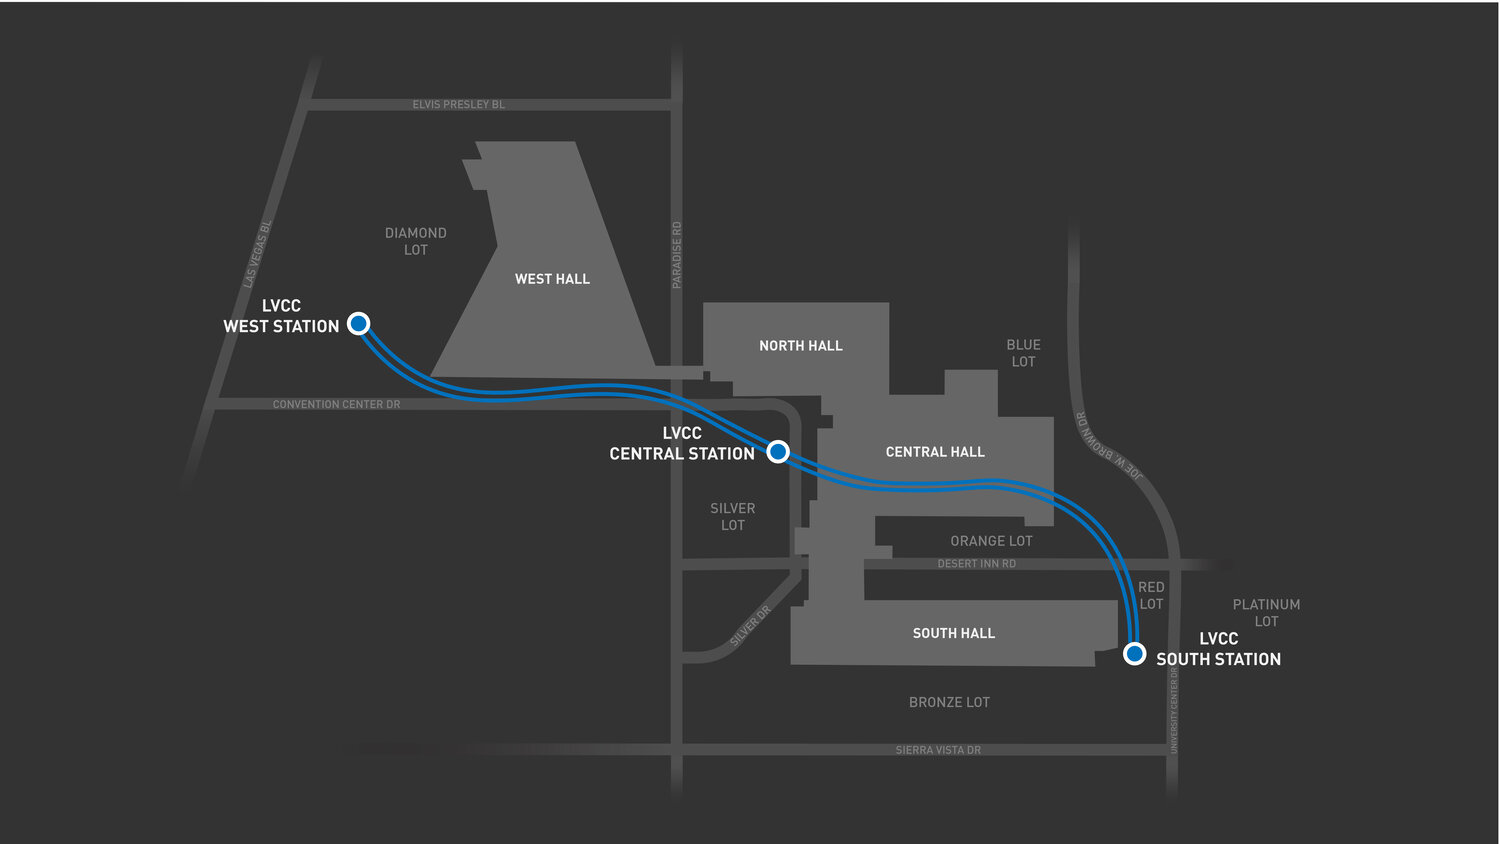 ELVIS PRESLEY BL
LAS VEGAS BL
DIAMOND
LOT
PARADISE RD
WEST HALL
LVCC
WEST STATION
NORTH HALL
BLUE
LOT
CONVENTION CENTER DR
JOE W. BROWN DR
LVCC
CENTRAL STATION
CENTRAL HALL
SILVER
LOT
ORANGE LOT
DESERT INN RD
RED
LOT
PLATINUM
LOT
SILVER DR
SOUTH HALL
LVCC
SOUTH STATION
BRONZE LOT
UNIVERSITY CENTER DR
SIERRA VISTA DR